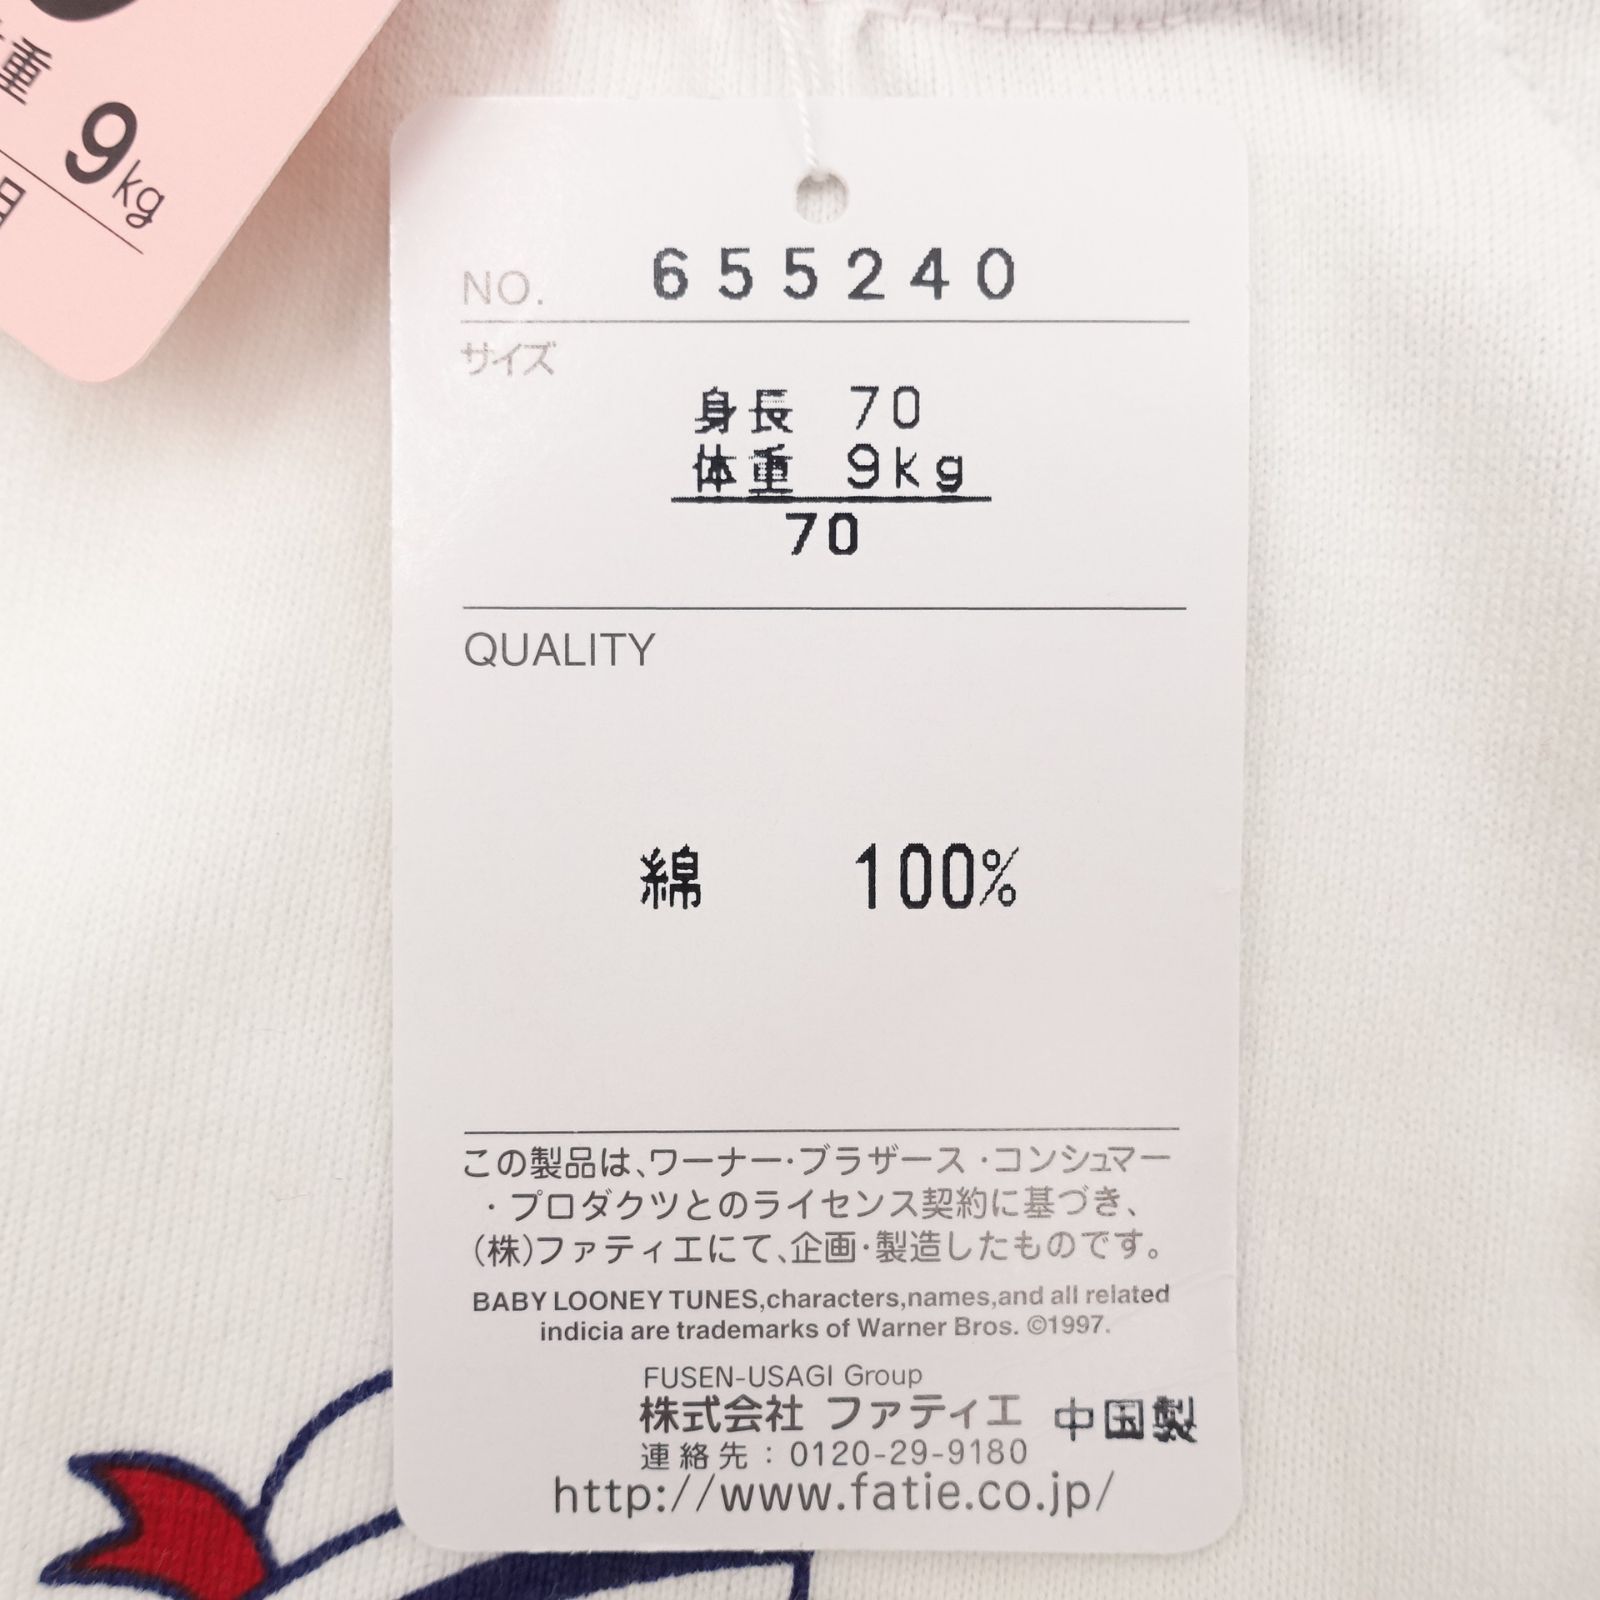 重 9kg
NO. 655240
サイズ
身長 70
体重 9kg
70
QUALITY
綿 100%
この製品は、ワーナー・ブラザース・コンシュマー
・プロダクツとのライセンス契約に基づき、
(株)ファティエにて、企画・製造したものです。
BABY LOONEY TUNES,characters,names,and all related
indicia are trademarks of Warner Bros. ©1997.
FUSEN-USAGI Group
株式会社 ファティエ 中国製
連絡先：0120-29-9180
http://www.fatie.co.jp/